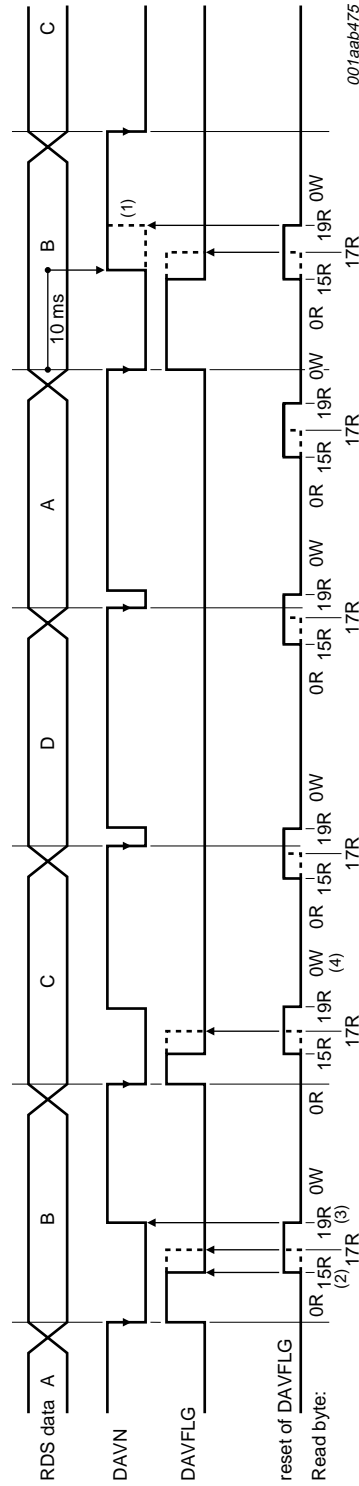 RDS data A B C D A B C
10 ms
DAVN (1)
DAVFLG
reset of DAVFLG
Read byte: 0R 15R 19R 0W 0R 15R 19R 0W 0R 15R 19R 0W 0R 15R 19R 0W 0R 15R 19R 0W 0R 15R 19R 0W
(2) (3) (4)
17R 17R 17R 17R 17R 17R
001aab475